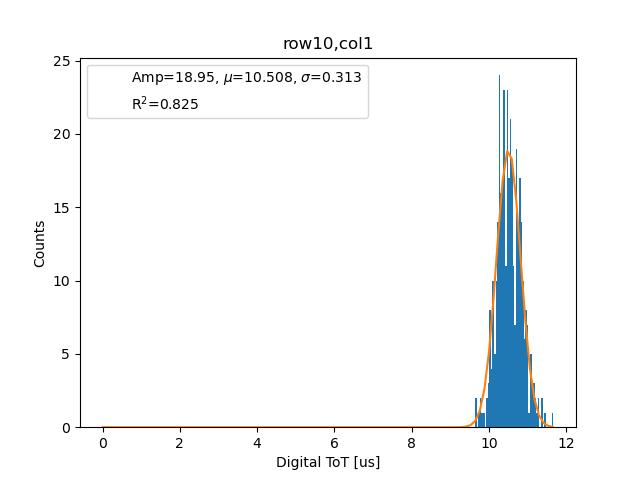 row10,col1
Amp=18.95, μ=10.508, σ=0.313
R²=0.825
25
20
15
10
5
0
Counts
0 2 4 6 8 10 12
Digital ToT [us]